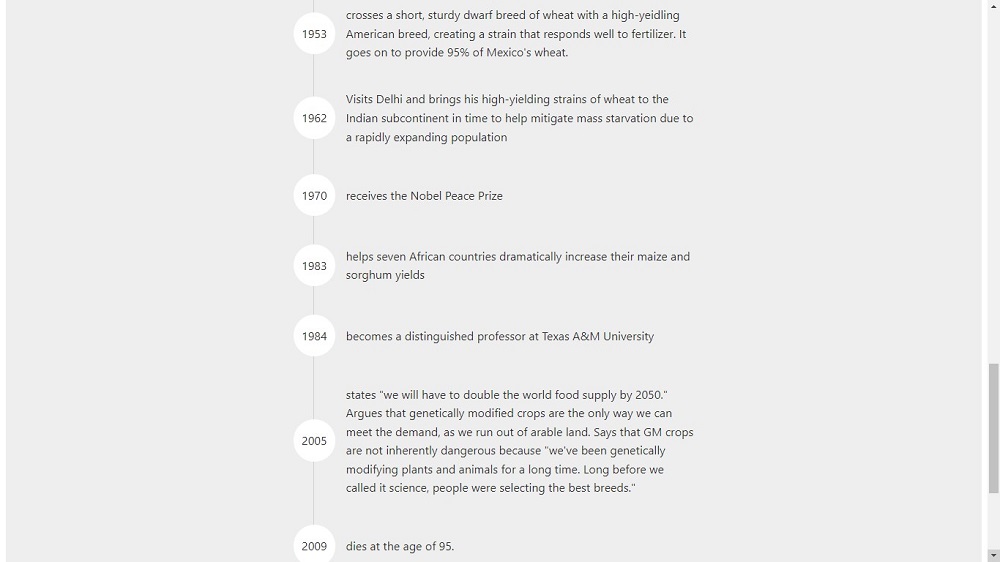 crosses a short, sturdy dwarf breed of wheat with a high-yeidling
1953
American breed, creating a strain that responds well to fertilizer. It
goes on to provide 95% of Mexico's wheat.
Visits Delhi and brings his high-yielding strains of wheat to the
1962
Indian subcontinent in time to help mitigate mass starvation due to
a rapidly expanding population
1970
receives the Nobel Peace Prize
1983
helps seven African countries dramatically increase their maize and
sorghum yields
1984
becomes a distinguished professor at Texas A&M University
states "we will have to double the world food supply by 2050."
Argues that genetically modified crops are the only way we can
meet the demand, as we run out of arable land. Says that GM crops
2005
are not inherently dangerous because "we've been genetically
modifying plants and animals for a long time. Long before we
called it science, people were selecting the best breeds."
2009
dies at the age of 95.